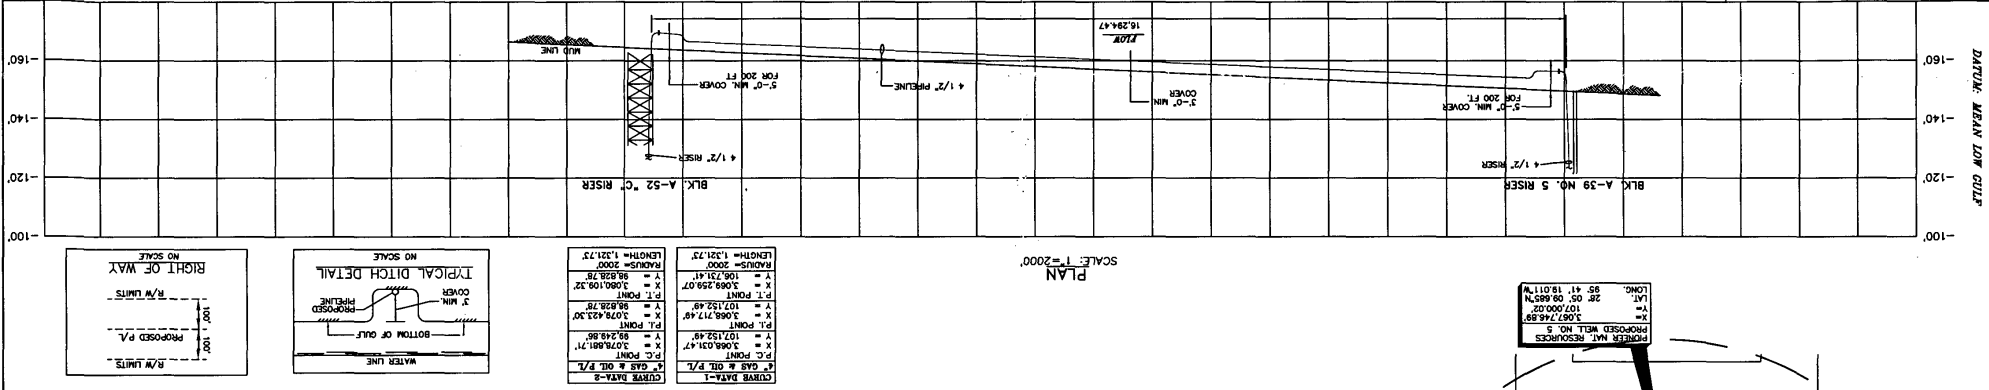 PIONEER NAT. RESOURCES
PROPOSED WELL NO. 5
X= 3,067,746.89'
Y= 107,000.02'
LAT. 28° 05' 09.685"N
LONG. 95° 41' 19.011"W
PLAN
SCALE: 1"=2000'
CURVE DATA-1
4" GAS & OIL P/L
P.C. POINT
X = 3,068,031.47'
Y = 107,152.49'
P.I. POINT
X = 3,068,717.49'
Y = 107,152.49'
P.T. POINT
X = 3,069,259.07'
Y = 106,731.41'
RADIUS= 2000'
LENGTH= 1,321.73'
CURVE DATA-2
4" GAS & OIL P/L
P.C. POINT
X = 3,078,881.71'
Y = 99,249.86'
P.I. POINT
X = 3,079,423.30'
Y = 98,828.78'
P.T. POINT
X = 3,080,109.32'
Y = 98,828.78'
RADIUS= 2000'
LENGTH= 1,321.73'
WATER LINE
BOTTOM OF GULF
3' MIN. COVER
PROPOSED PIPELINE
TYPICAL DITCH DETAIL
NO SCALE
R/W LIMITS
100'
PROPOSED P/L
100'
R/W LIMITS
RIGHT OF WAY
NO SCALE
DATUM: MEAN LOW GULF
-100'
-100'
-120'
BLK. A-39 NO. 5 RISER
BLK. A-52 "C" RISER
-120'
4 1/2" RISER
4 1/2" RISER
-140'
5'-0" MIN. COVER
FOR 200 FT.
3'-0" MIN
COVER
4 1/2" PIPELINE
5'-0" MIN. COVER
FOR 200 FT
-140'
-160'
MUD LINE
-160'
FLOW
16,294.47